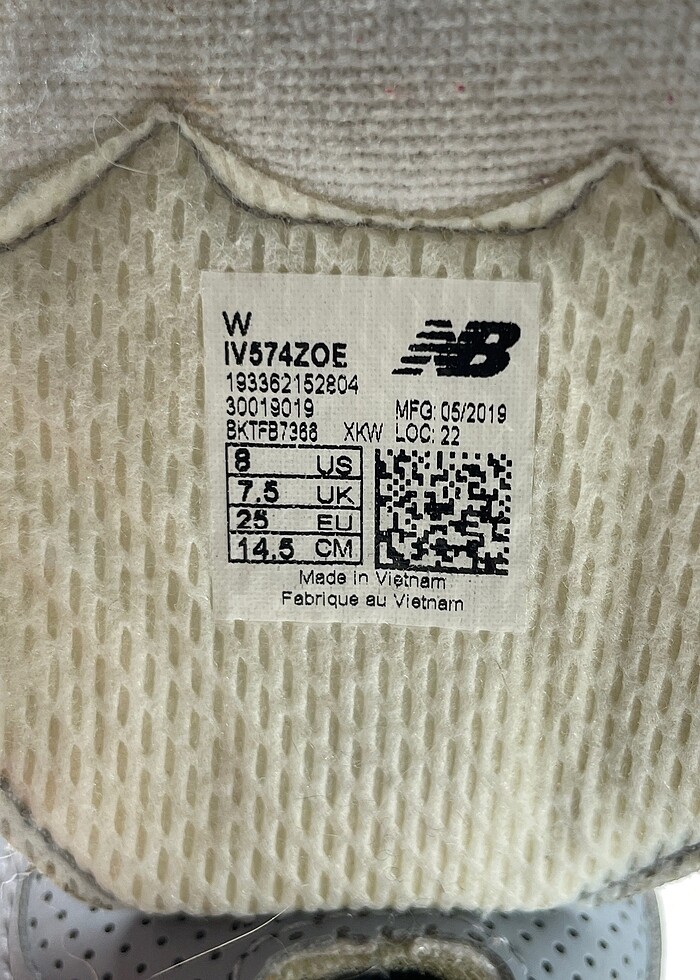 W
IV574ZOE
NB
193362152804
30019019
MFG: 05/2019
BKTFB7368 XKW LOC: 22
8 US
7.5 UK
25 EU
14.5 CM
Made in Vietnam
Fabrique au Vietnam